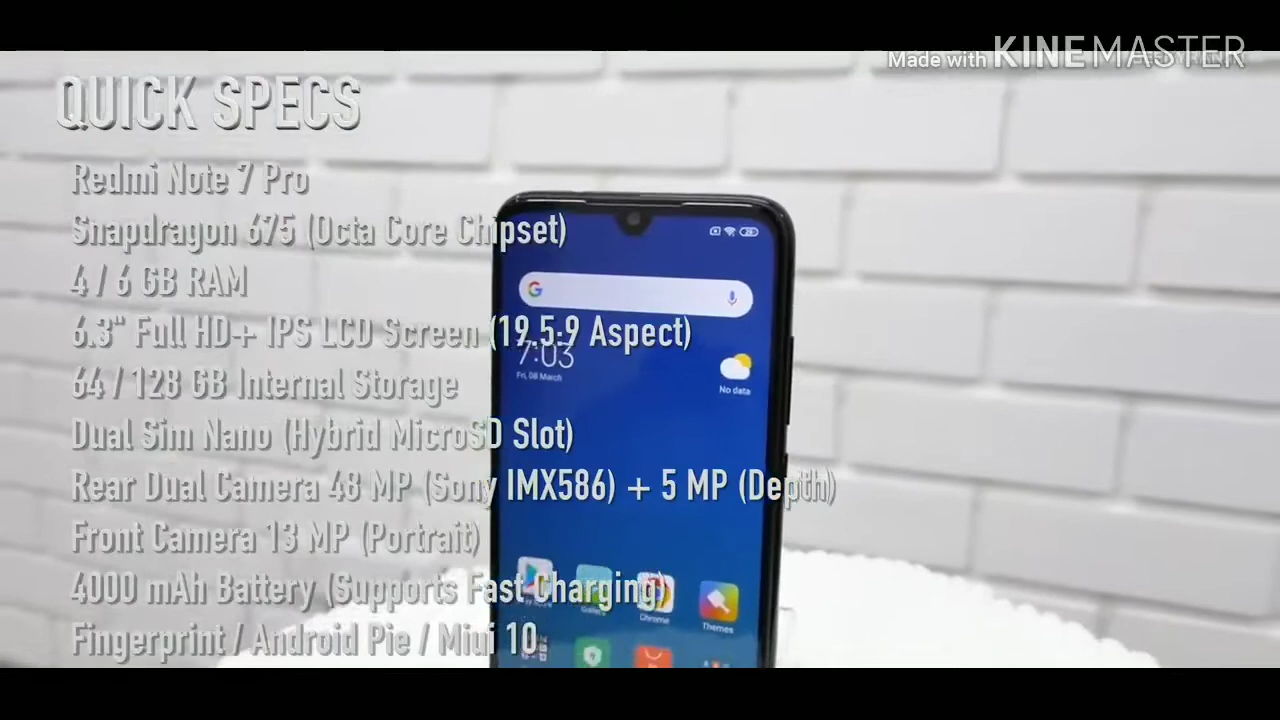 Made with KINEMASTER
QUICK SPECS
Redmi Note 7 Pro
Snapdragon 675 (Octa Core Chipset)
4 / 6 GB RAM
6.3" Full HD+ IPS LCD Screen (19.5:9 Aspect)
7:03
Fri, 08 March
No data
64 / 128 GB Internal Storage
Dual Sim Nano (Hybrid MicroSD Slot)
Rear Dual Camera 48 MP (Sony IMX586) + 5 MP (Depth)
Front Camera 13 MP (Portrait)
4000 mAh Battery (Supports Fast Charging)
Chrome
Themes
Fingerprint / Android Pie / Miui 10